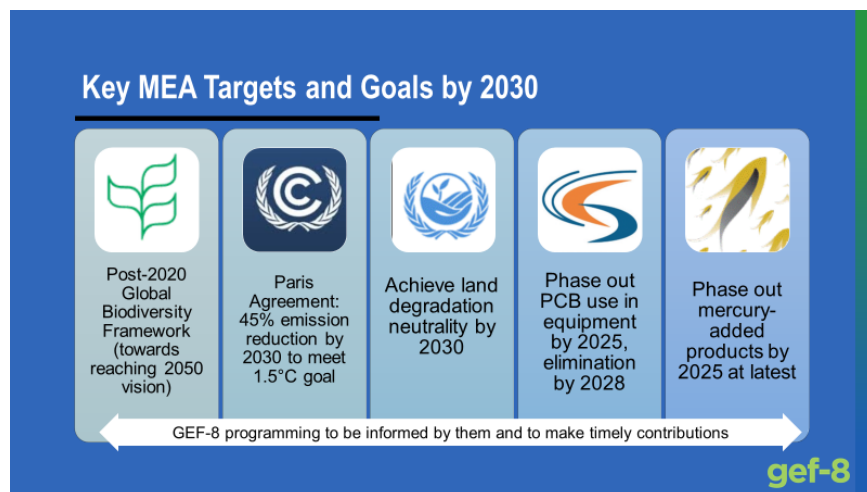 Key MEA Targets and Goals by 2030
Post-2020
Global
Biodiversity
Framework
(towards
reaching 2050
vision)
Paris
Agreement:
45% emission
reduction by
2030 to meet
1.5°C goal
Achieve land
degradation
neutrality by
2030
Phase out
PCB use in
equipment
by 2025,
elimination
by 2028
Phase out
mercury-
added
products by
2025 at latest
GEF-8 programming to be informed by them and to make timely contributions
gef-8